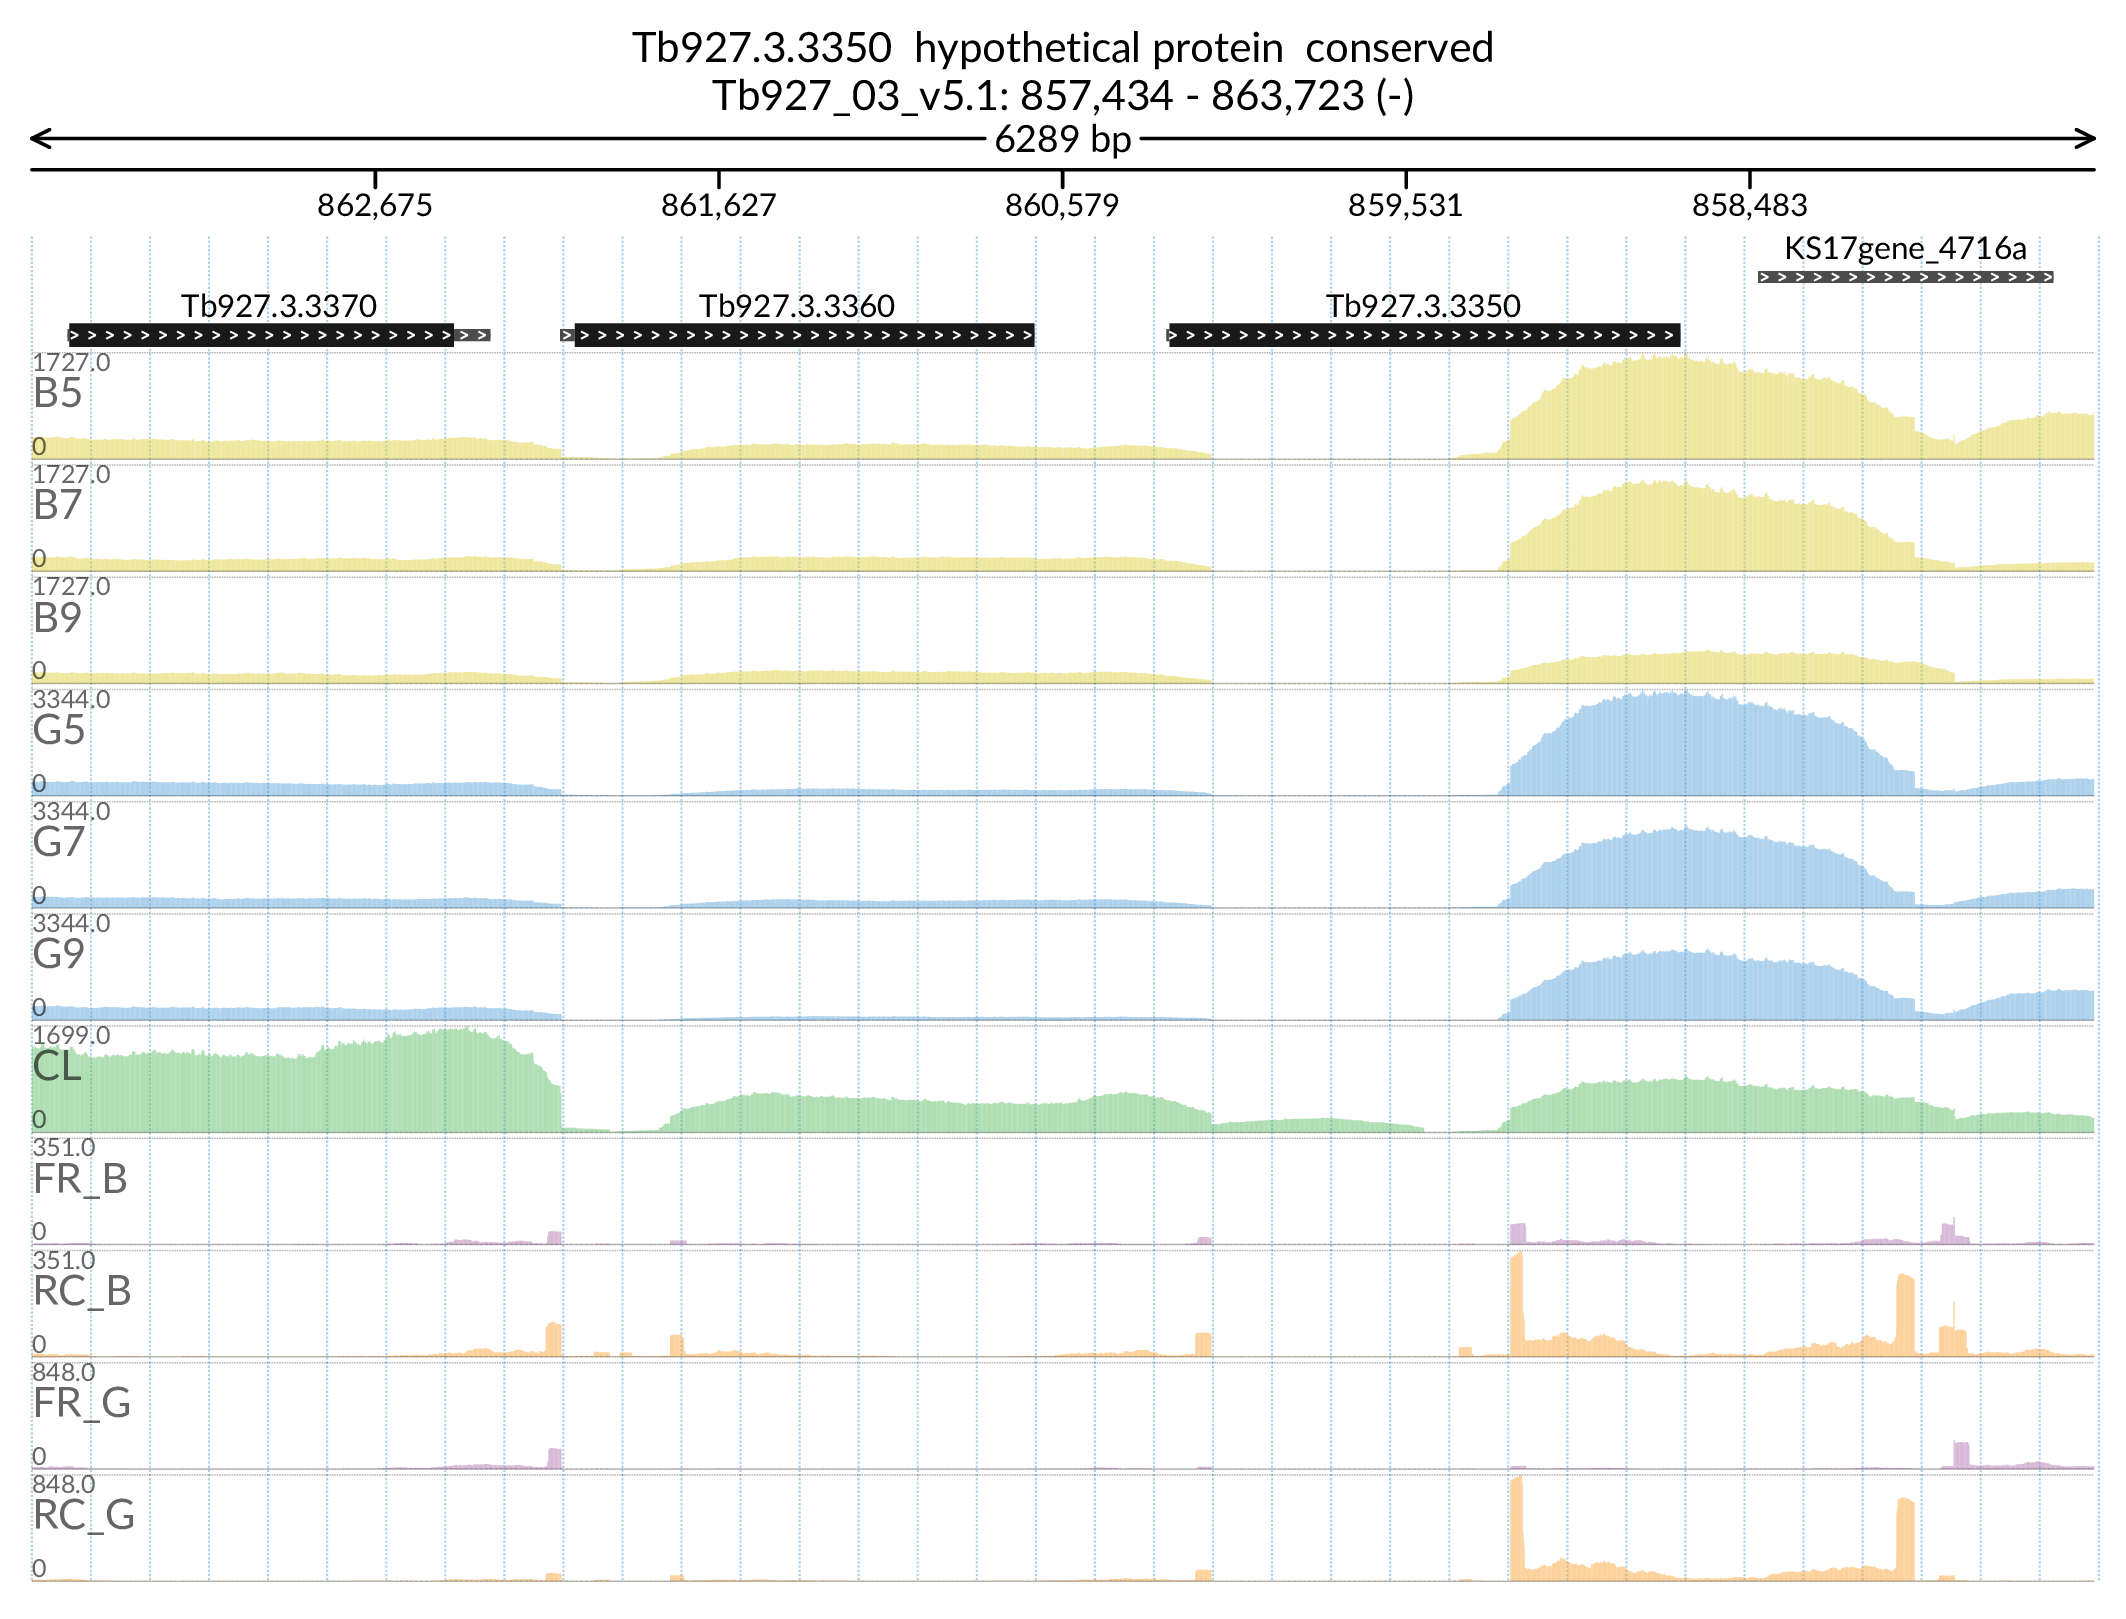 Tb927.3.3350  hypothetical protein  conserved
Tb927_03_v5.1: 857,434 - 863,723 (-)
6289 bp
862,675 861,627 860,579 859,531 858,483
KS17gene_4716a
Tb927.3.3370 Tb927.3.3360 Tb927.3.3350
1727.0
B5
0
1727.0
B7
0
1727.0
B9
0
3344.0
G5
0
3344.0
G7
0
3344.0
G9
0
1699.0
CL
0
351.0
FR_B
0
351.0
RC_B
0
848.0
FR_G
0
848.0
RC_G
0